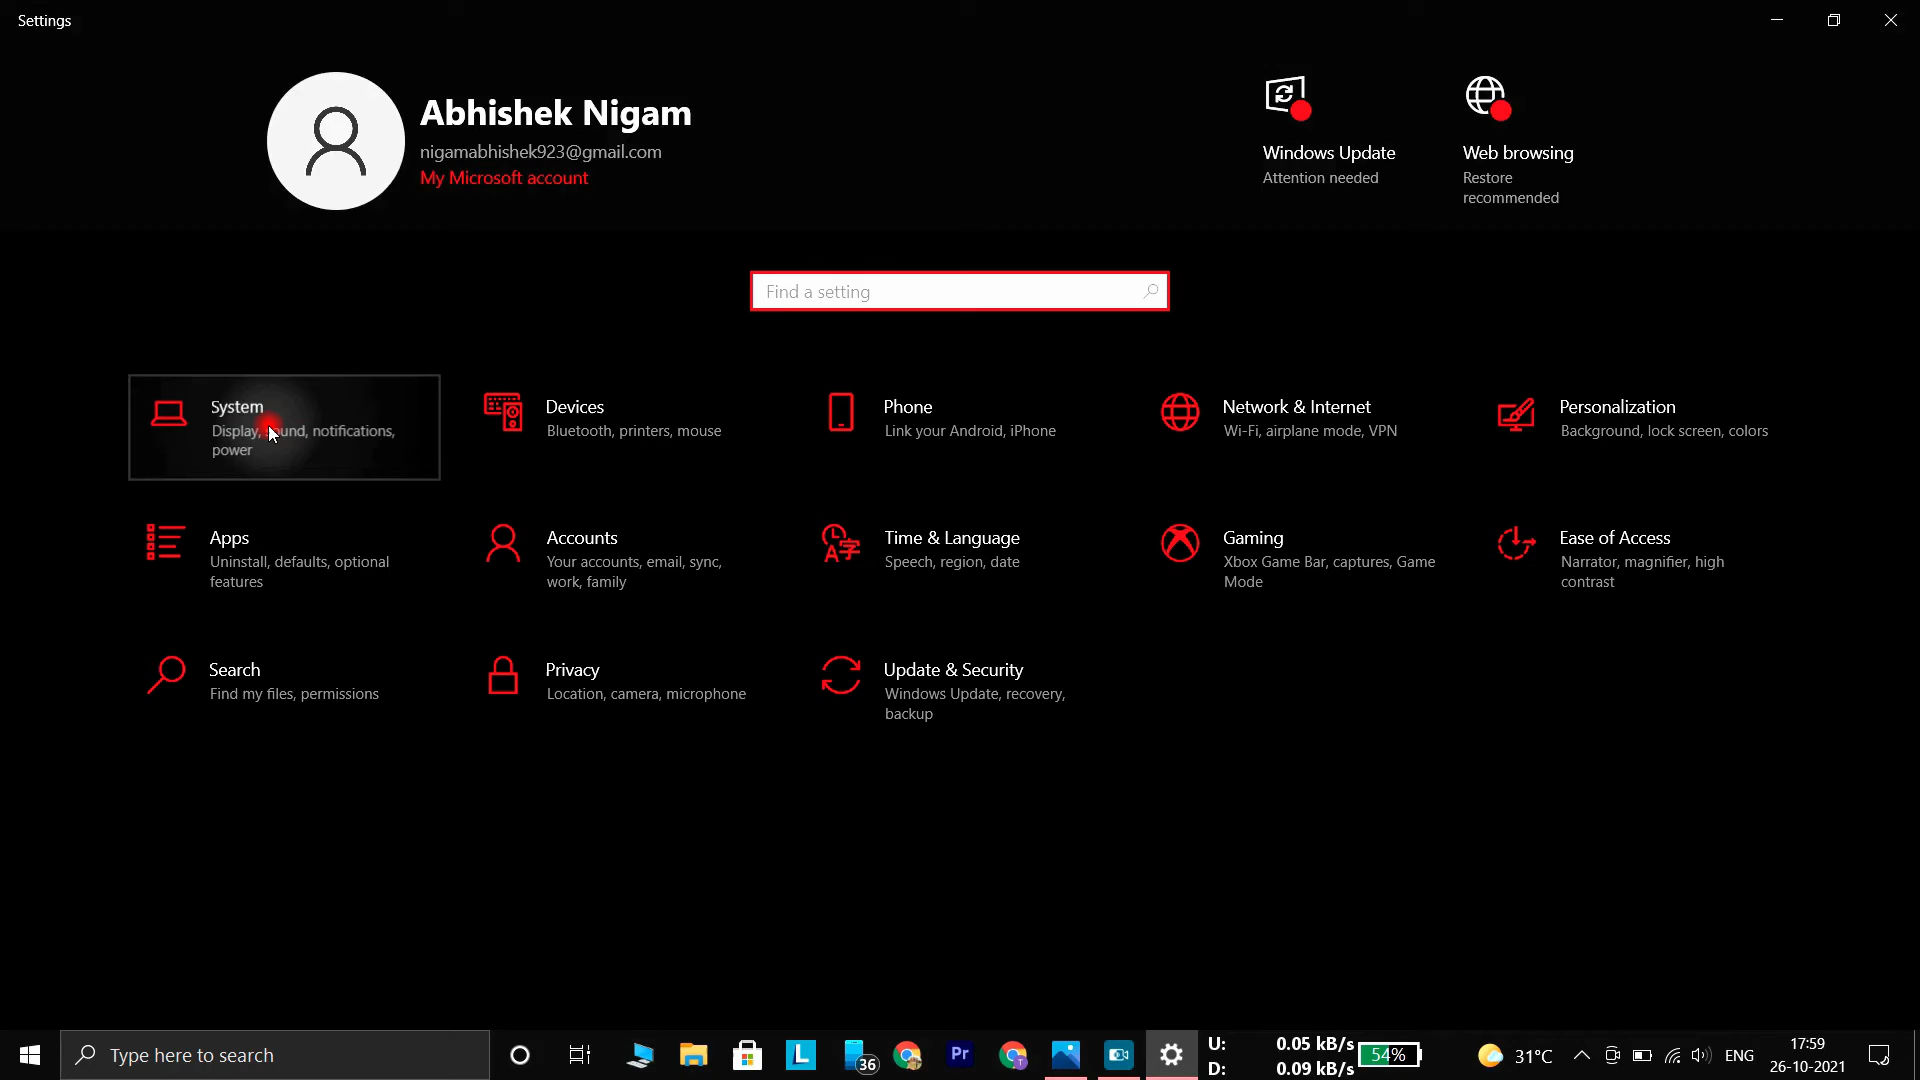 Settings
Abhishek Nigam
nigamabhishek923@gmail.com
My Microsoft account
Windows Update
Attention needed
Web browsing
Restore
recommended
Find a setting
System
Display, sound, notifications,
power
Devices
Bluetooth, printers, mouse
Phone
Link your Android, iPhone
Network & Internet
Wi-Fi, airplane mode, VPN
Personalization
Background, lock screen, colors
Apps
Uninstall, defaults, optional
features
Accounts
Your accounts, email, sync,
work, family
Time & Language
Speech, region, date
Gaming
Xbox Game Bar, captures, Game
Mode
Ease of Access
Narrator, magnifier, high
contrast
Search
Find my files, permissions
Privacy
Location, camera, microphone
Update & Security
Windows Update, recovery,
backup
Type here to search
L
36
Pr
T
U: 0.05 kB/s
D: 0.09 kB/s
54%
31°C
ENG
17:59
26-10-2021